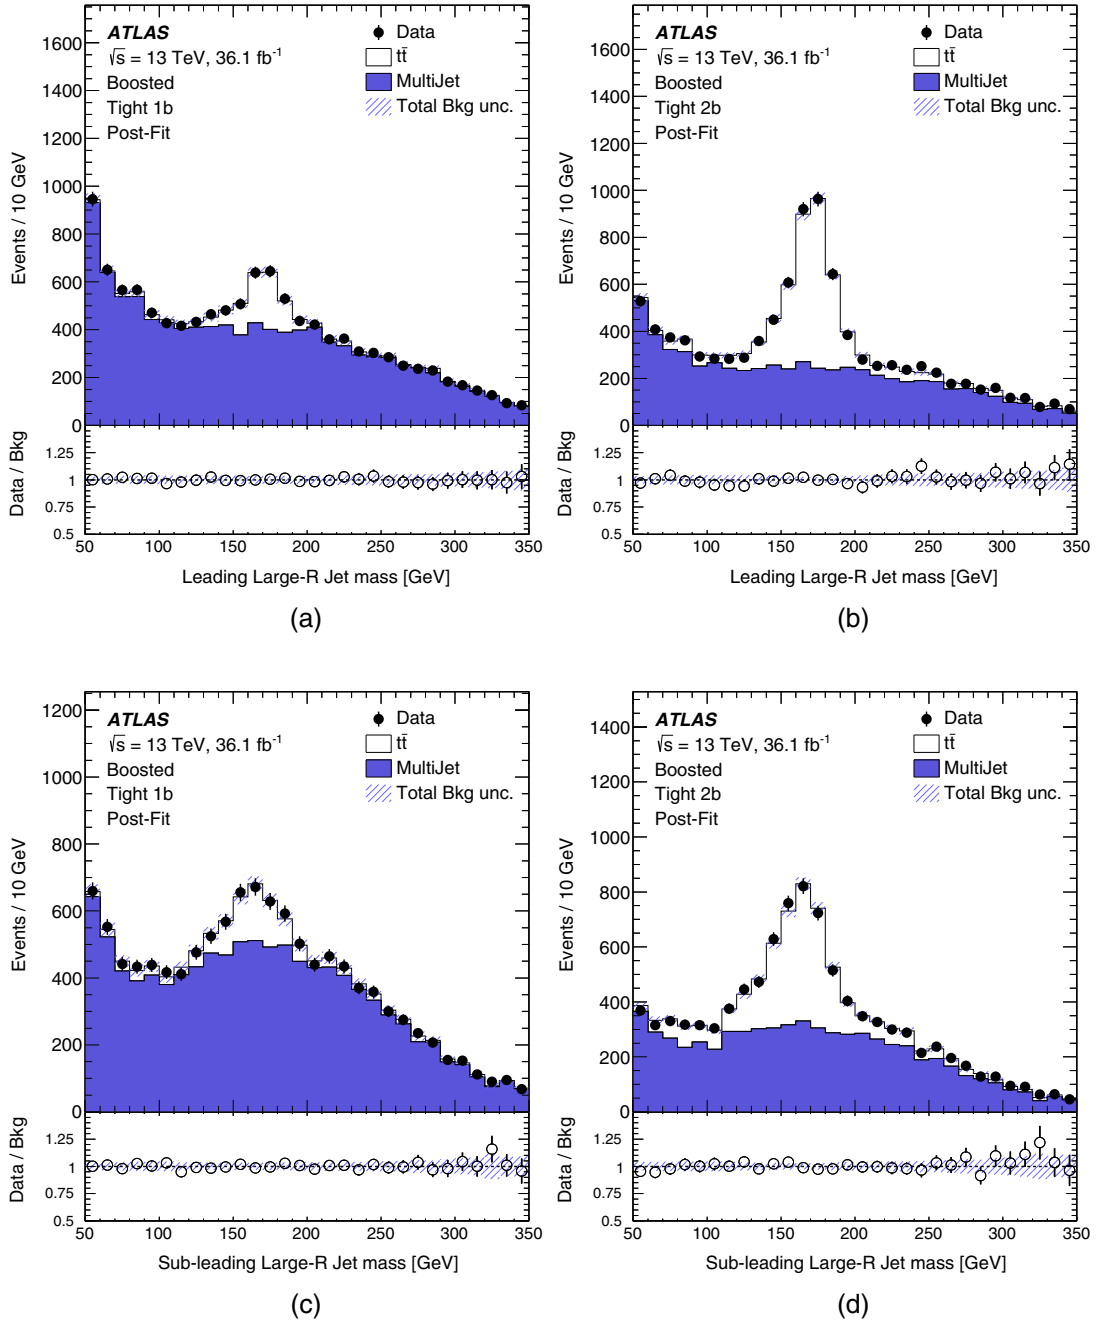 ATLAS
√s = 13 TeV, 36.1 fb⁻¹
Boosted
Tight 1b
Post-Fit
Data
tt̄
MultiJet
Total Bkg unc.
Events / 10 GeV
1600
1400
1200
1000
800
600
400
200
0
Data / Bkg
1.25
1
0.75
0.5
50 100 150 200 250 300 350
Leading Large-R Jet mass [GeV]
(a)
ATLAS
√s = 13 TeV, 36.1 fb⁻¹
Boosted
Tight 2b
Post-Fit
Data
tt̄
MultiJet
Total Bkg unc.
Events / 10 GeV
1600
1400
1200
1000
800
600
400
200
0
Data / Bkg
1.25
1
0.75
0.5
50 100 150 200 250 300 350
Leading Large-R Jet mass [GeV]
(b)
ATLAS
√s = 13 TeV, 36.1 fb⁻¹
Boosted
Tight 1b
Post-Fit
Data
tt̄
MultiJet
Total Bkg unc.
Events / 10 GeV
1200
1000
800
600
400
200
0
Data / Bkg
1.25
1
0.75
0.5
50 100 150 200 250 300 350
Sub-leading Large-R Jet mass [GeV]
(c)
ATLAS
√s = 13 TeV, 36.1 fb⁻¹
Boosted
Tight 2b
Post-Fit
Data
tt̄
MultiJet
Total Bkg unc.
Events / 10 GeV
1400
1200
1000
800
600
400
200
0
Data / Bkg
1.25
1
0.75
0.5
50 100 150 200 250 300 350
Sub-leading Large-R Jet mass [GeV]
(d)